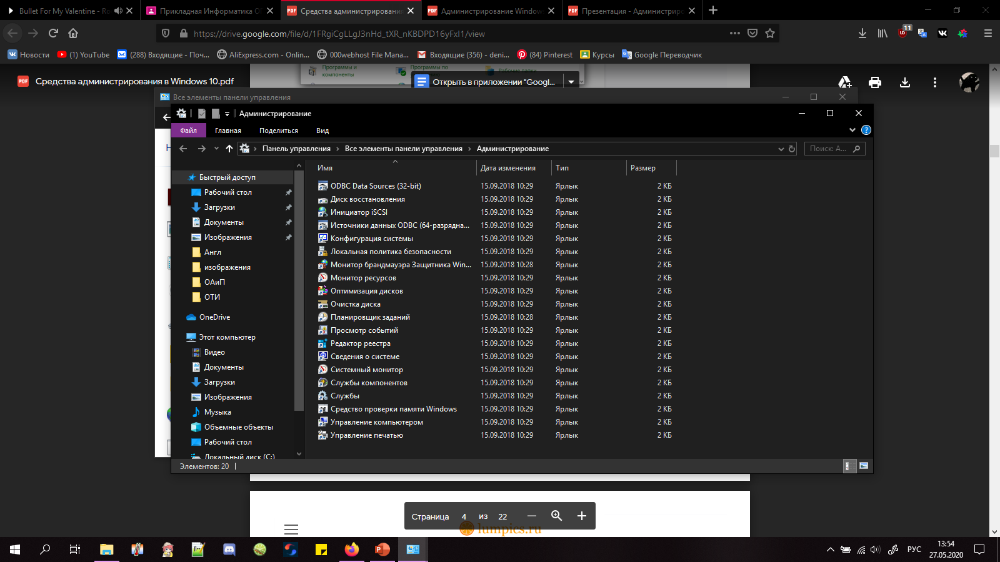 Bullet For My Valentine - Ro
Прикладная Информатика О
Средства администрировани
Администрирование Window
Презентация - Администрир
https://drive.google.com/file/d/1FRgiCgLLgJ3nHd_tXR_nKBDPD16yFxI1/view
11
Новости
(1) YouTube
(288) Входящие - Поч...
AliExpress.com - Onlin...
000webhost File Mana...
Входящие (356) - deni...
(84) Pinterest
Курсы
Google Переводчик
Программы и компоненты
Программы по
Рабочие папки
PDF
Средства администрирования в Windows 10.pdf
Открыть в приложении "Googl...
Все элементы панели управления
Администрирование
Файл
Главная
Поделиться
Вид
Панель управления
Все элементы панели управления
Администрирование
Поиск: А...
Имя
Дата изменения
Тип
Размер
Быстрый доступ
Рабочий стол
Загрузки
Документы
Изображения
Англ
изображения
ОАиП
ОТИ
OneDrive
Этот компьютер
Видео
Документы
Загрузки
Изображения
Музыка
Объемные объекты
Рабочий стол
Локальный диск (C:)
ODBC Data Sources (32-bit) 15.09.2018 10:29 Ярлык 2 КБ
Диск восстановления 15.09.2018 10:29 Ярлык 2 КБ
Инициатор iSCSI 15.09.2018 10:29 Ярлык 2 КБ
Источники данных ODBC (64-разрядна... 15.09.2018 10:29 Ярлык 2 КБ
Конфигурация системы 15.09.2018 10:29 Ярлык 2 КБ
Локальная политика безопасности 15.09.2018 10:29 Ярлык 2 КБ
Монитор брандмауэра Защитника Win... 15.09.2018 10:28 Ярлык 2 КБ
Монитор ресурсов 15.09.2018 10:29 Ярлык 2 КБ
Оптимизация дисков 15.09.2018 10:29 Ярлык 2 КБ
Очистка диска 15.09.2018 10:29 Ярлык 2 КБ
Планировщик заданий 15.09.2018 10:28 Ярлык 2 КБ
Просмотр событий 15.09.2018 10:29 Ярлык 2 КБ
Редактор реестра 15.09.2018 10:29 Ярлык 2 КБ
Сведения о системе 15.09.2018 10:29 Ярлык 2 КБ
Системный монитор 15.09.2018 10:29 Ярлык 2 КБ
Службы компонентов 15.09.2018 10:29 Ярлык 2 КБ
Службы 15.09.2018 10:29 Ярлык 2 КБ
Средство проверки памяти Windows 15.09.2018 10:29 Ярлык 2 КБ
Управление компьютером 15.09.2018 10:29 Ярлык 2 КБ
Управление печатью 15.09.2018 10:29 Ярлык 2 КБ
Элементов: 20
Страница 4 из 22
lumpics.ru
РУС
13:54
27.05.2020